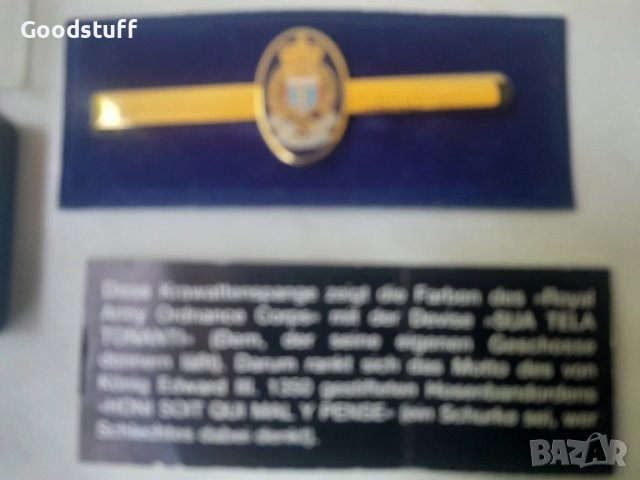 Goodstuff
Diese Krawattenspange zeigt die Farben des «Royal
Army Ordnance Corps» mit der Devise «SUA TELA
TONANTI» (Dem, der seine eigenen Geschosse
donnern läßt). Darum rankt sich das Motto des von
König Edward III. 1350 gestifteten Hosenbandordens
«HONI SOIT QUI MAL Y PENSE» (ein Schurke sei, wer
Schlechtes dabei denkt).
BAZAR